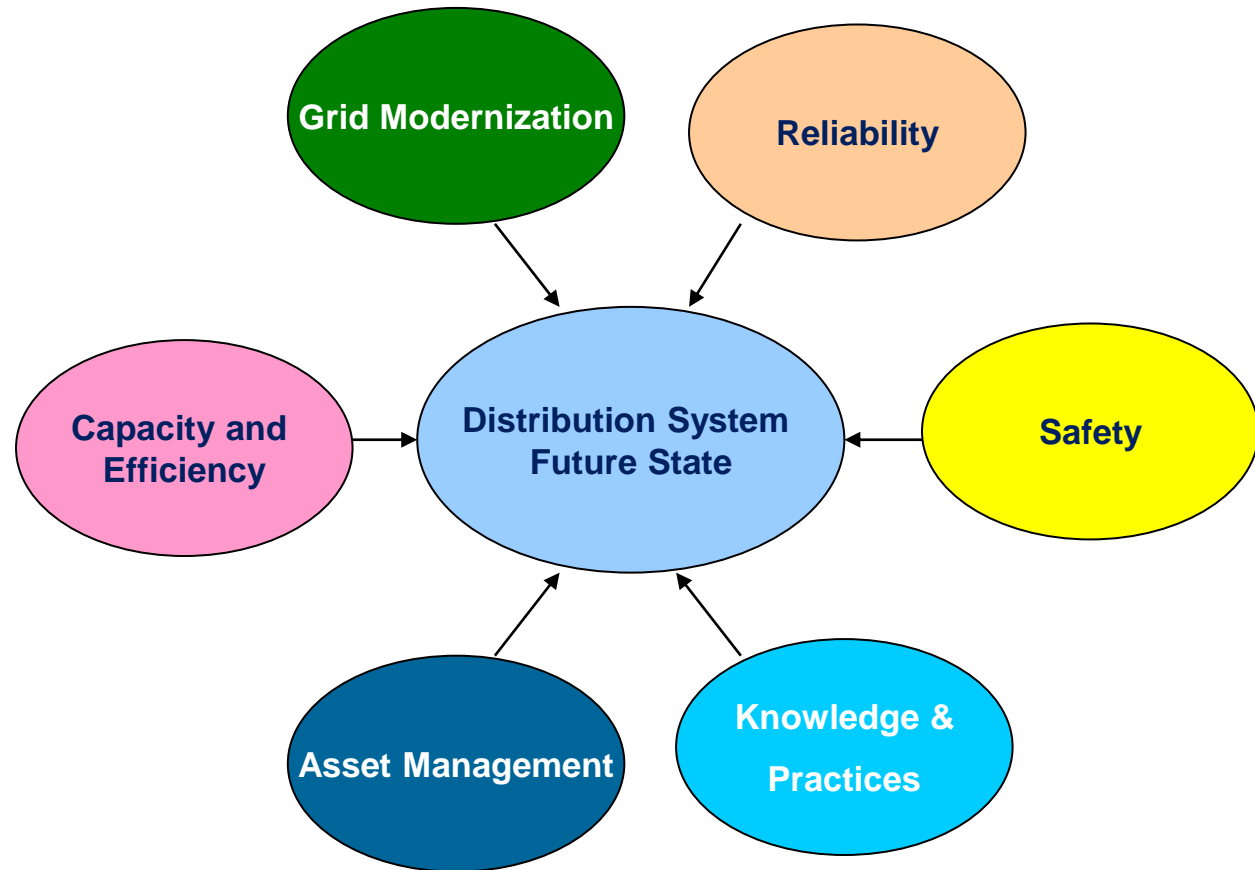 Grid Modernization
Reliability
Capacity and
Efficiency
Distribution System
Future State
Safety
Asset Management
Knowledge &
Practices